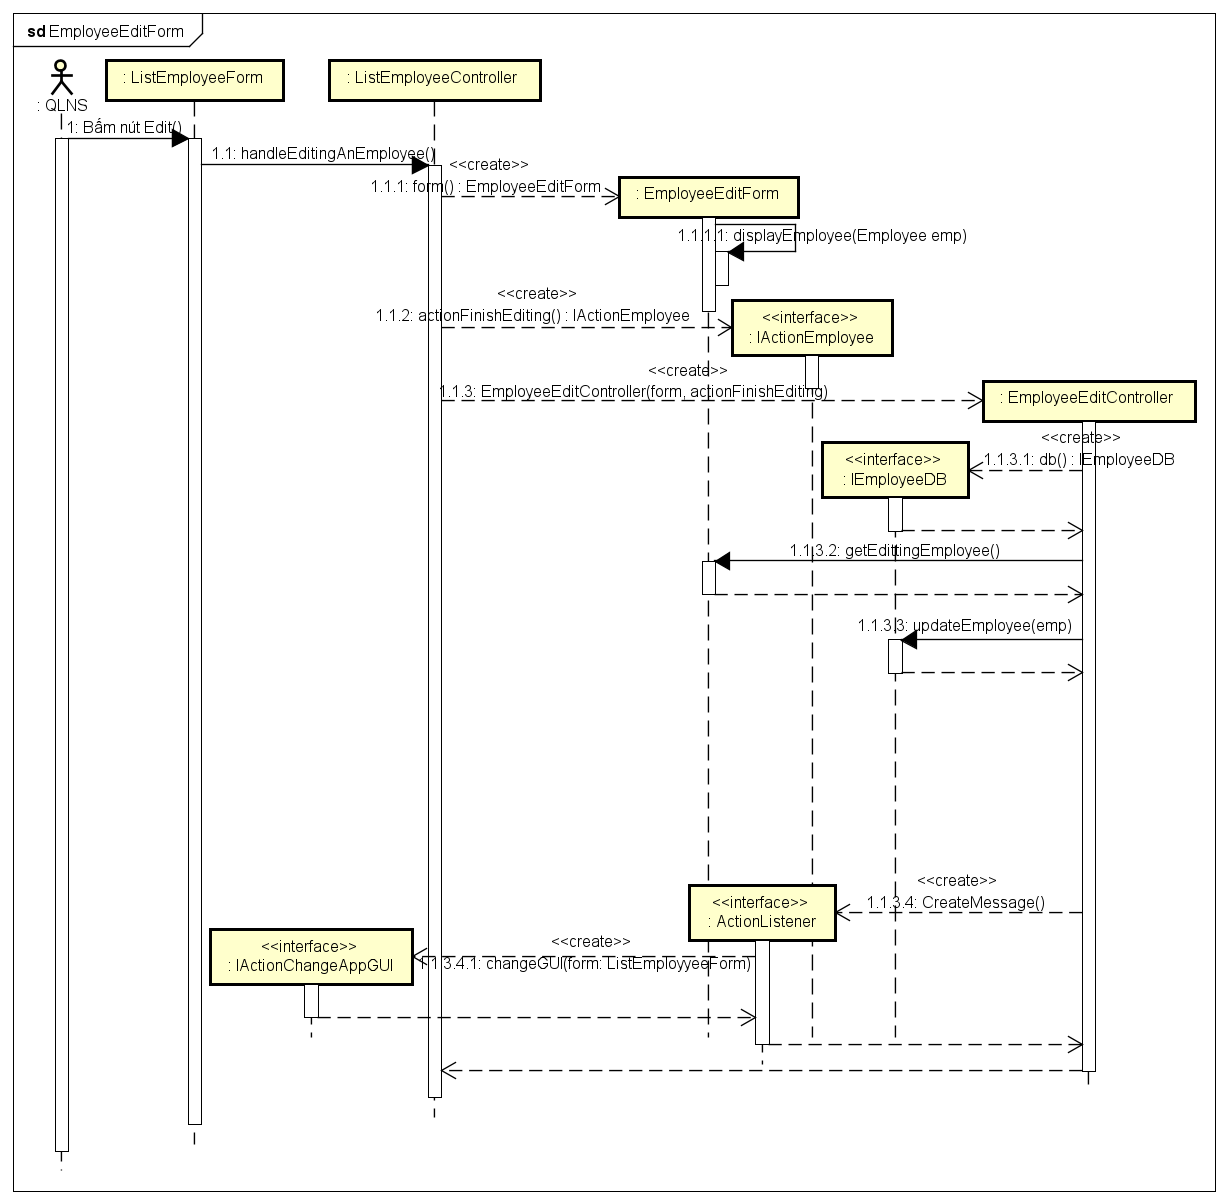 sd EmployeeEditForm
: QLNS
: ListEmployeeForm
: ListEmployeeController
1: Bấm nút Edit()
1.1: handleEditingAnEmployee()
<<create>>
1.1.1: form() : EmployeeEditForm
: EmployeeEditForm
1.1.1.1: displayEmployee(Employee emp)
<<create>>
1.1.2: actionFinishEditing() : IActionEmployee
<<interface>>
: IActionEmployee
<<create>>
1.1.3: EmployeeEditController(form, actionFinishEditing)
: EmployeeEditController
<<create>>
1.1.3.1: db() : IEmployeeDB
<<interface>>
: IEmployeeDB
1.1.3.2: getEdittingEmployee()
1.1.3.3: updateEmployee(emp)
<<create>>
1.1.3.4: CreateMessage()
<<interface>>
: ActionListener
<<create>>
1.1.3.4.1: changeGUI(form: ListEmployyeeForm)
<<interface>>
: IActionChangeAppGUI